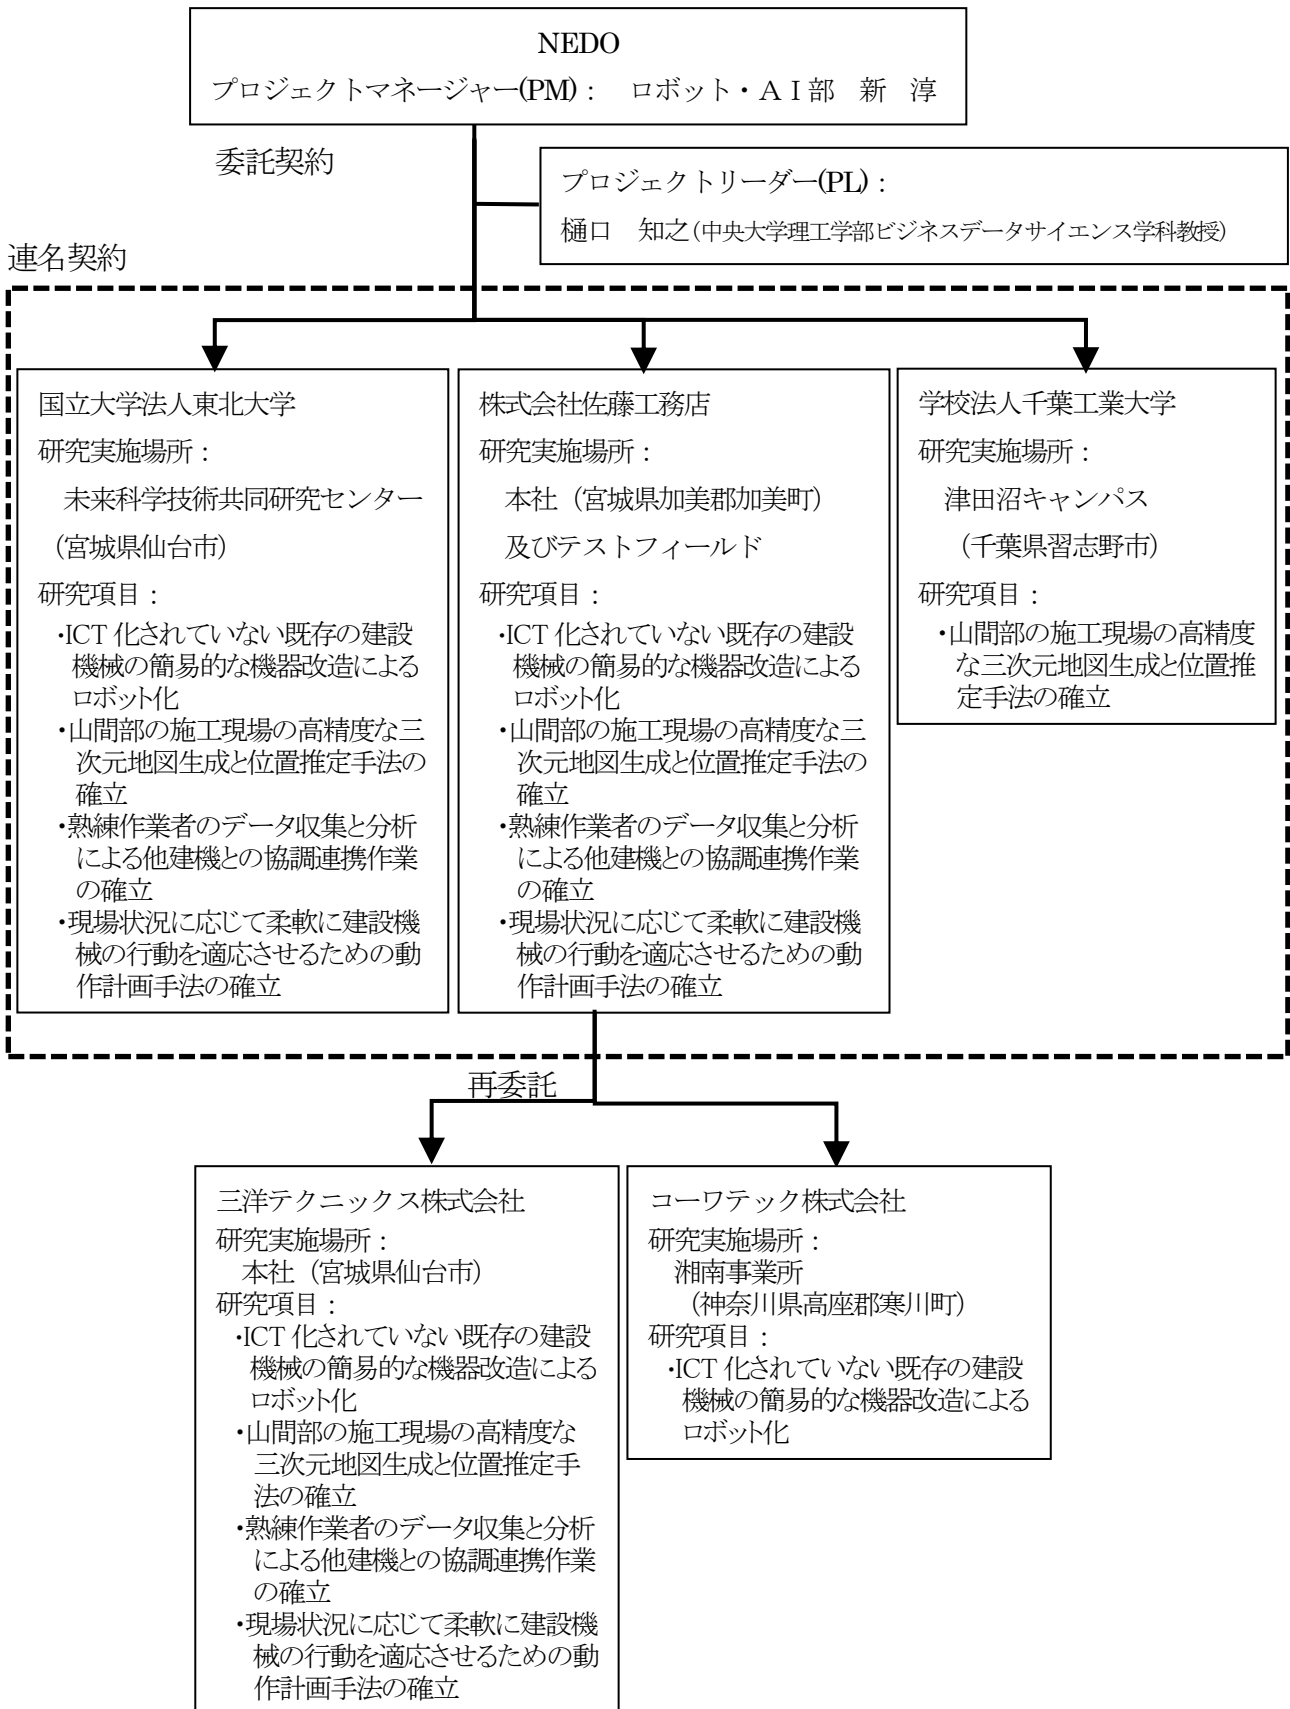 NEDO
プロジェクトマネージャー(PM)： ロボット・ＡＩ部 新 淳
委託契約
プロジェクトリーダー(PL)：
樋口 知之(中央大学理工学部ビジネスデータサイエンス学科教授)
連名契約
国立大学法人東北大学
研究実施場所：
未来科学技術共同研究センター
（宮城県仙台市）
研究項目：
・ICT 化されていない既存の建設
機械の簡易的な機器改造による
ロボット化
・山間部の施工現場の高精度な三
次元地図生成と位置推定手法の
確立
・熟練作業者のデータ収集と分析
による他建機との協調連携作業
の確立
・現場状況に応じて柔軟に建設機
械の行動を適応させるための動
作計画手法の確立
株式会社佐藤工務店
研究実施場所：
本社（宮城県加美郡加美町）
及びテストフィールド
研究項目：
・ICT 化されていない既存の建設
機械の簡易的な機器改造による
ロボット化
・山間部の施工現場の高精度な三
次元地図生成と位置推定手法の
確立
・熟練作業者のデータ収集と分析
による他建機との協調連携作業
の確立
・現場状況に応じて柔軟に建設機
械の行動を適応させるための動
作計画手法の確立
学校法人千葉工業大学
研究実施場所：
津田沼キャンパス
（千葉県習志野市）
研究項目：
・山間部の施工現場の高精度
な三次元地図生成と位置推
定手法の確立
再委託
三洋テクニックス株式会社
研究実施場所：
本社（宮城県仙台市）
研究項目：
・ICT 化されていない既存の建設
機械の簡易的な機器改造による
ロボット化
・山間部の施工現場の高精度な
三次元地図生成と位置推定手
法の確立
・熟練作業者のデータ収集と分析
による他建機との協調連携作業
の確立
・現場状況に応じて柔軟に建設機
械の行動を適応させるための動
作計画手法の確立
コーワテック株式会社
研究実施場所：
湘南事業所
（神奈川県高座郡寒川町）
研究項目：
・ICT 化されていない既存の建設
機械の簡易的な機器改造による
ロボット化